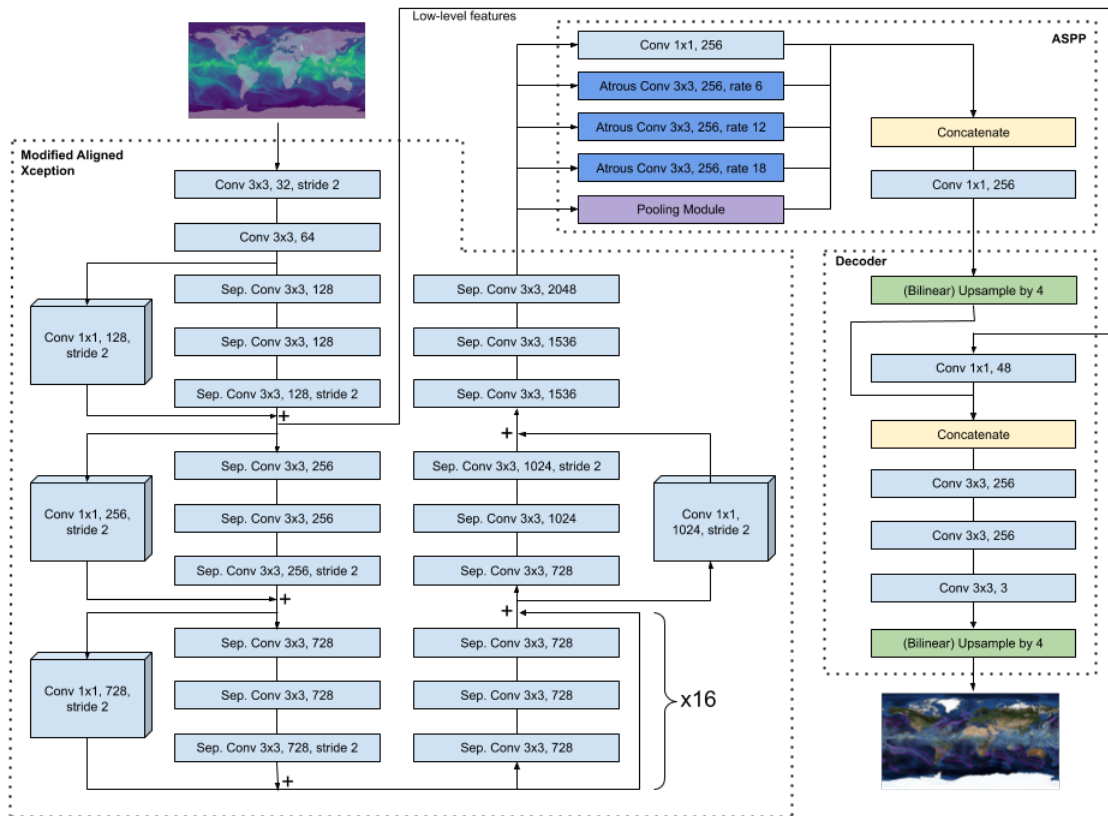 Low-level features
Modified Aligned
Xception
Conv 3x3, 32, stride 2
Conv 3x3, 64
Sep. Conv 3x3, 128
Conv 1x1, 128,
stride 2
Sep. Conv 3x3, 128
Sep. Conv 3x3, 128, stride 2
+
Sep. Conv 3x3, 256
Conv 1x1, 256,
stride 2
Sep. Conv 3x3, 256
Sep. Conv 3x3, 256, stride 2
+
Sep. Conv 3x3, 728
Conv 1x1, 728,
stride 2
Sep. Conv 3x3, 728
Sep. Conv 3x3, 728, stride 2
+
Sep. Conv 3x3, 728
Sep. Conv 3x3, 728
Sep. Conv 3x3, 728
x16
+
Sep. Conv 3x3, 728
Sep. Conv 3x3, 1024
Sep. Conv 3x3, 1024, stride 2
Conv 1x1,
1024, stride 2
+
Sep. Conv 3x3, 1536
Sep. Conv 3x3, 1536
Sep. Conv 3x3, 2048
ASPP
Conv 1x1, 256
Atrous Conv 3x3, 256, rate 6
Atrous Conv 3x3, 256, rate 12
Atrous Conv 3x3, 256, rate 18
Pooling Module
Concatenate
Conv 1x1, 256
Decoder
(Bilinear) Upsample by 4
Conv 1x1, 48
Concatenate
Conv 3x3, 256
Conv 3x3, 256
Conv 3x3, 3
(Bilinear) Upsample by 4